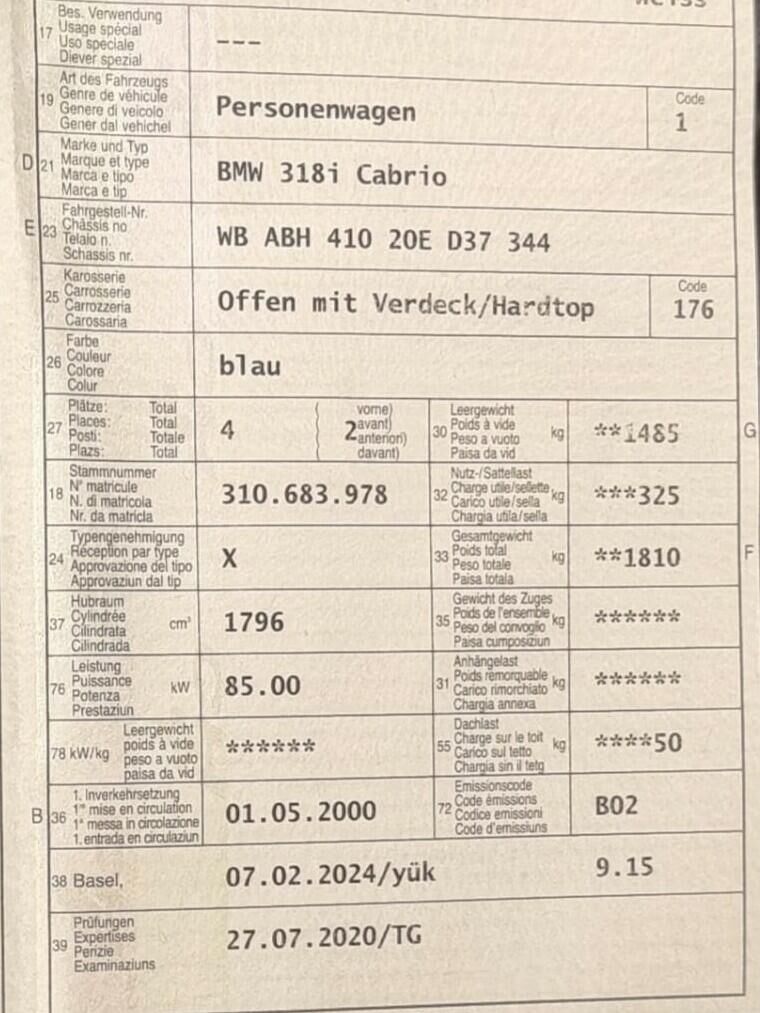 17 Bes. Verwendung
Usage spécial
Uso speciale
Diever spezial
---
19 Art des Fahrzeugs
Genre de véhicule
Genere di veicolo
Gener dal vehichel
Personenwagen
Code
1
D 21 Marke und Typ
Marque et type
Marca e tipo
Marca e tip
BMW 318i Cabrio
E 23 Fahrgestell-Nr.
Châssis no
Telaio n.
Schassis nr.
WB ABH 410 20E D37 344
25 Karosserie
Carrosserie
Carrozzeria
Carossaria
Offen mit Verdeck/Hardtop
Code
176
26 Farbe
Couleur
Colore
Colur
blau
27 Plätze: Total
Places: Total
Posti: Totale
Plazs: Total
4
( vorne)
( 2 avant)
( anteriori)
( davant)
30 Leergewicht
Poids à vide
Peso a vuoto
Paisa da vid
kg
**1485
G
18 Stammnummer
N° matricule
N. di matricola
Nr. da matricla
310.683.978
32 Nutz-/Sattellast
Charge utile/sellette
Carico utile/sella
Chargia utila/sella
kg
***325
24 Typengenehmigung
Réception par type
Approvazione del tipo
Approvaziun dal tip
X
33 Gesamtgewicht
Poids total
Peso totale
Paisa totala
kg
**1810
F
37 Hubraum
Cylindrée
Cilindrata
Cilindrada
cm³
1796
35 Gewicht des Zuges
Poids de l'ensemble
Peso del convoglio
Paisa cumposiziun
kg
******
76 Leistung
Puissance
Potenza
Prestaziun
kW
85.00
31 Anhängelast
Poids remorquable
Carico rimorchiato
Chargia annexa
kg
******
78 kW/kg
Leergewicht
poids à vide
peso a vuoto
paisa da vid
******
55 Dachlast
Charge sur le toit
Carico sul tetto
Chargia sin il tetg
kg
****50
B 36 1. Inverkehrsetzung
1re mise en circulation
1a messa in circolazione
1. entrada en circulaziun
01.05.2000
72 Emissionscode
Code émissions
Codice emissioni
Code d'emissiuns
B02
38 Basel,
07.02.2024/yük
9.15
39 Prüfungen
Expertises
Perizie
Examinaziuns
27.07.2020/TG